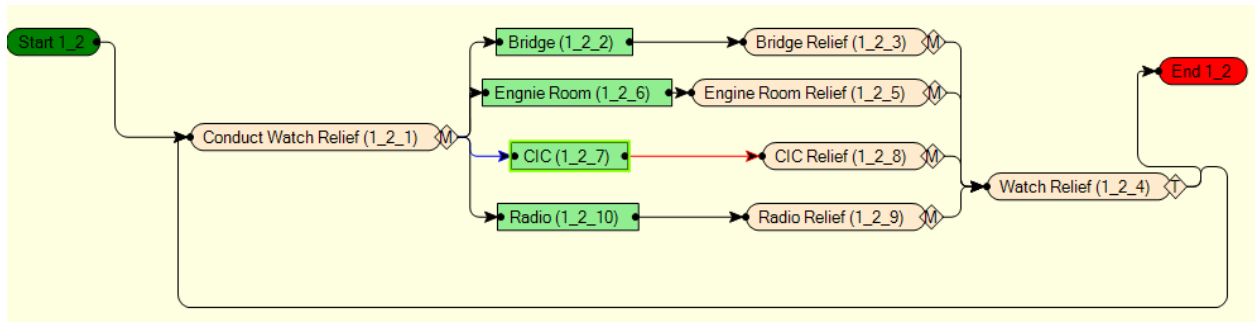 Start 1_2
Bridge (1_2_2)
Bridge Relief (1_2_3)
M
End 1_2
Engnie Room (1_2_6)
Engine Room Relief (1_2_5)
M
Conduct Watch Relief (1_2_1)
M
CIC (1_2_7)
CIC Relief (1_2_8)
M
Watch Relief (1_2_4)
T
Radio (1_2_10)
Radio Relief (1_2_9)
M